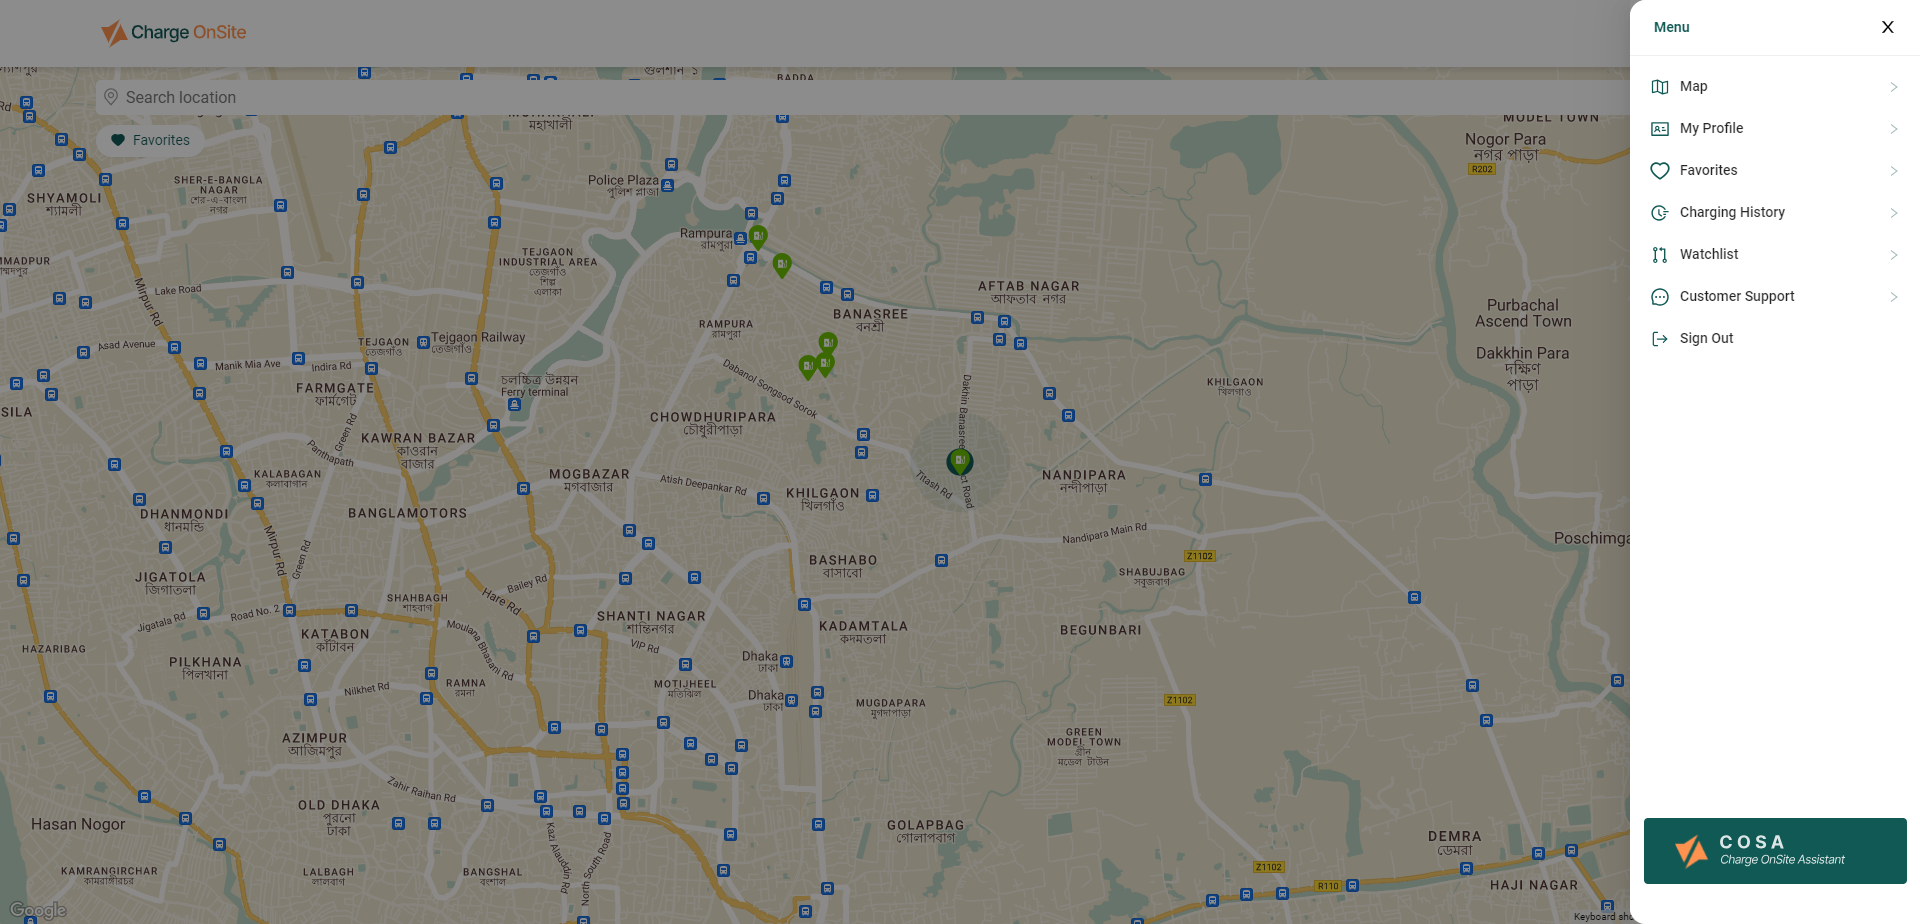 Charge OnSite
Search location
Favorites
Menu
X
Map
My Profile
Favorites
Charging History
Watchlist
Customer Support
Sign Out
COSA
Charge OnSite Assistant
গুলশান ১
BADDA
মহাখালী
MODEL TOWN
Nogor Para
নগর পাড়া
R202
Police Plaza
পুলিশ প্লাজা
SHER-E-BANGLA
NAGAR
শের-এ-বাংলা
নগর
SHYAMOLI
শ্যামলী
Rampura
রামপুরা
TEJGAON
INDUSTRIAL AREA
তেজগাঁও
শিল্প
এলাকা
Mirpur Rd
Lake Road
AFTAB NAGAR
আফতাব নগর
BANASREE
বনশ্রী
Purbachal
Ascend Town
RAMPURA
রামপুরা
TEJGAON
তেজগাঁও
Tejgaon Railway
তেজগাঁও
Asad Avenue
Manik Mia Ave
Indira Rd
Dakkhin Para
দক্ষিণ
পাড়া
FARMGATE
ফার্মগেট
চলচ্চিত্র উন্নয়ন
Ferry terminal
Dabanol Songsod Sorok
KHILGAON
খিলগাঁও
SILA
CHOWDHURIPARA
চৌধুরীপাড়া
KAWRAN BAZAR
কাওরান
বাজার
Green Rd
Panthapath
KALABAGAN
কলাবাগান
MOGBAZAR
মগবাজার
Atish Deepankar Rd
KHILGAON
খিলগাঁও
Titash Rd
NANDIPARA
নন্দীপাড়া
DHANMONDI
ধানমন্ডি
BANGLAMOTORS
Mirpur Rd
Green Rd
Nandipara Main Rd
Z1102
BASHABO
বাসাবো
SHABUJBAG
সবুজবাগ
JIGATOLA
জিগাতলা
Bailey Rd
Hare Rd
SHAHBAGH
শাহবাগ
Jigatala Rd
Road No. 2
SHANTI NAGAR
শান্তিনগর
KADAMTALA
কদমতলা
BEGUNBARI
KATABON
কাঁটাবন
Moulana Bhasani Rd
VIP Rd
HAZARIBAG
PILKHANA
পিলখানা
Dhaka
ঢাকা
RAMNA
রমনা
Nilkhet Rd
MOTIJHEEL
মতিঝিল
Dhaka
ঢাকা
MUGDAPARA
মুগদাপাড়া
Z1102
AZIMPUR
আজিমপুর
GREEN
MODEL TOWN
গ্রীন
মডেল টাউন
Zahir Raihan Rd
OLD DHAKA
পুরনো
ঢাকা
Hasan Nogor
GOLAPBAG
গোলাপবাগ
DEMRA
ডেমরা
Kazi Alauddin Rd
North South Road
KAMRANGIRCHAR
কামরাঙ্গীরচর
LALBAGH
লালবাগ
BANGSHAL
বংশাল
Z1102
R110
HAJI NAGAR
Google